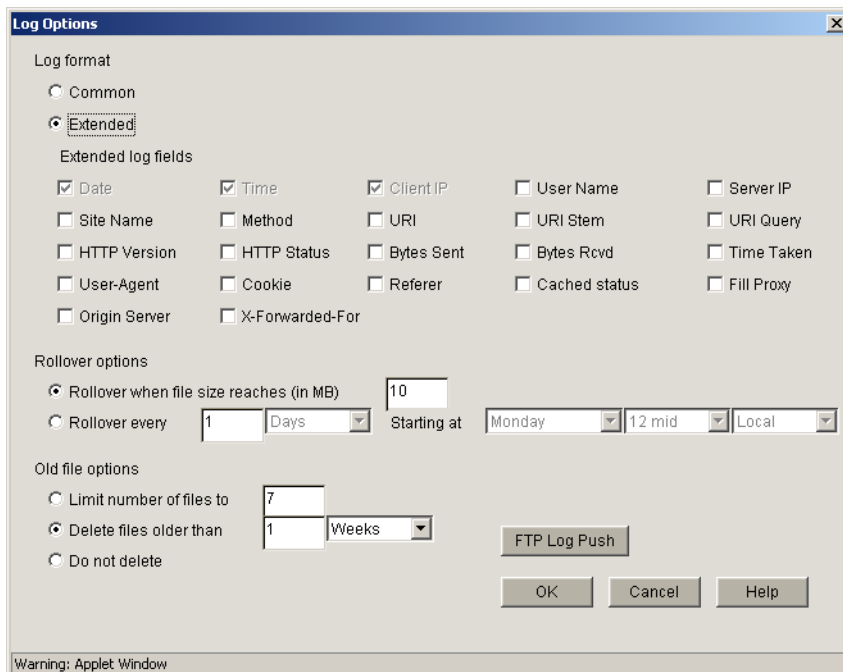 Log Options
Log format
Common
Extended
Extended log fields
Date Time Client IP User Name Server IP
Site Name Method URI URI Stem URI Query
HTTP Version HTTP Status Bytes Sent Bytes Rcvd Time Taken
User-Agent Cookie Referer Cached status Fill Proxy
Origin Server X-Forwarded-For
Rollover options
Rollover when file size reaches (in MB) 10
Rollover every 1 Days Starting at Monday 12 mid Local
Old file options
Limit number of files to 7
Delete files older than 1 Weeks
FTP Log Push
Do not delete
OK Cancel Help
Warning: Applet Window